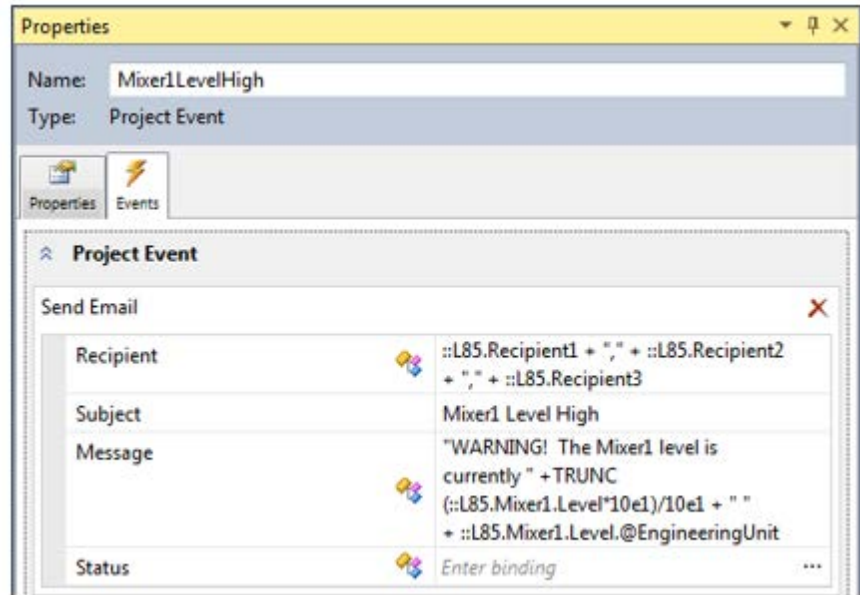 Properties
Name: Mixer1LevelHigh
Type: Project Event
Properties Events
Project Event
Send Email
Recipient ::L85.Recipient1 + "," + ::L85.Recipient2
+ "," + ::L85.Recipient3
Subject Mixer1 Level High
Message "WARNING!  The Mixer1 level is
currently " +TRUNC
(::L85.Mixer1.Level*10e1)/10e1 + " "
+ ::L85.Mixer1.Level.@EngineeringUnit
Status Enter binding ...